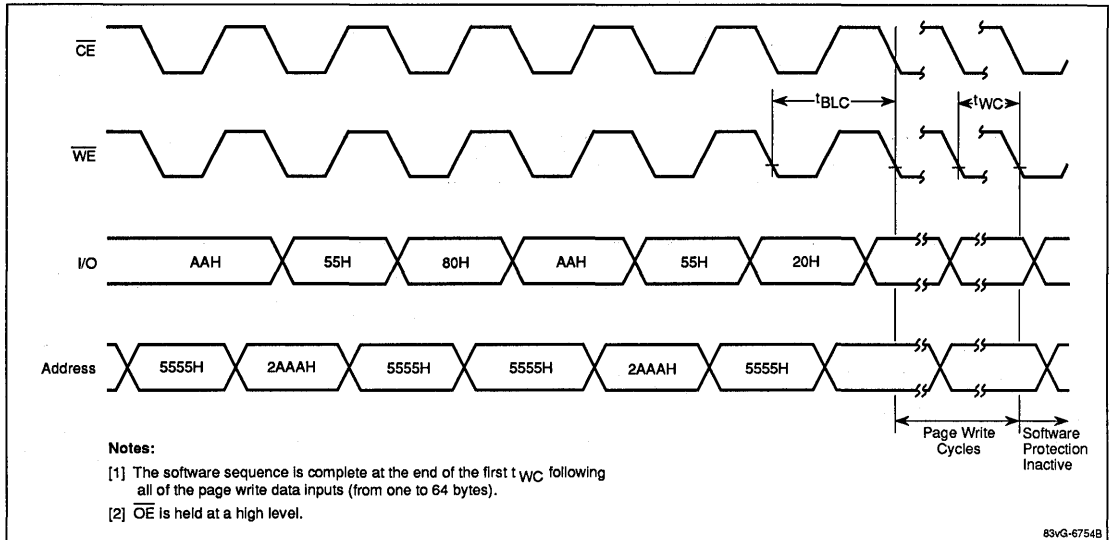 CE
tBLC
tWC
WE
I/O
AAH 55H 80H AAH 55H 20H
Address
5555H 2AAAH 5555H 5555H 2AAAH 5555H
Page Write
Cycles
Software
Protection
Inactive
Notes:
[1] The software sequence is complete at the end of the first t WC following
all of the page write data inputs (from one to 64 bytes).
[2] OE is held at a high level.
83vG-6754B